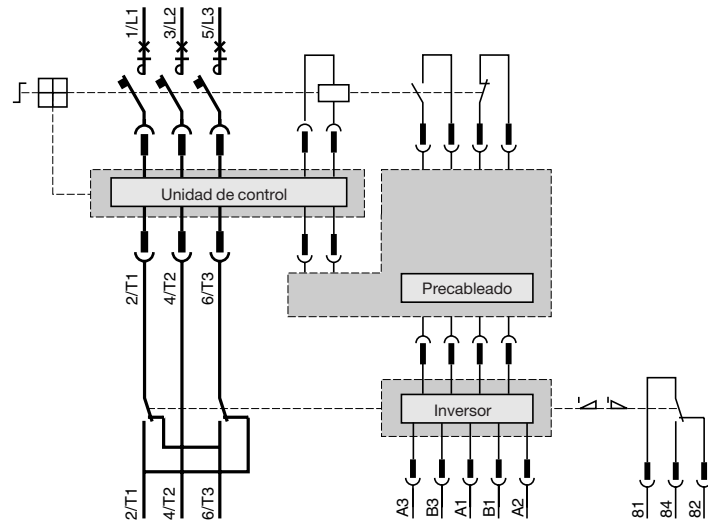 1/L1 3/L2 5/L3
Unidad de control
2/T1 4/T2 6/T3
Precableado
Inversor
2/T1 4/T2 6/T3
A3 B3 A1 B1 A2
81 84 82